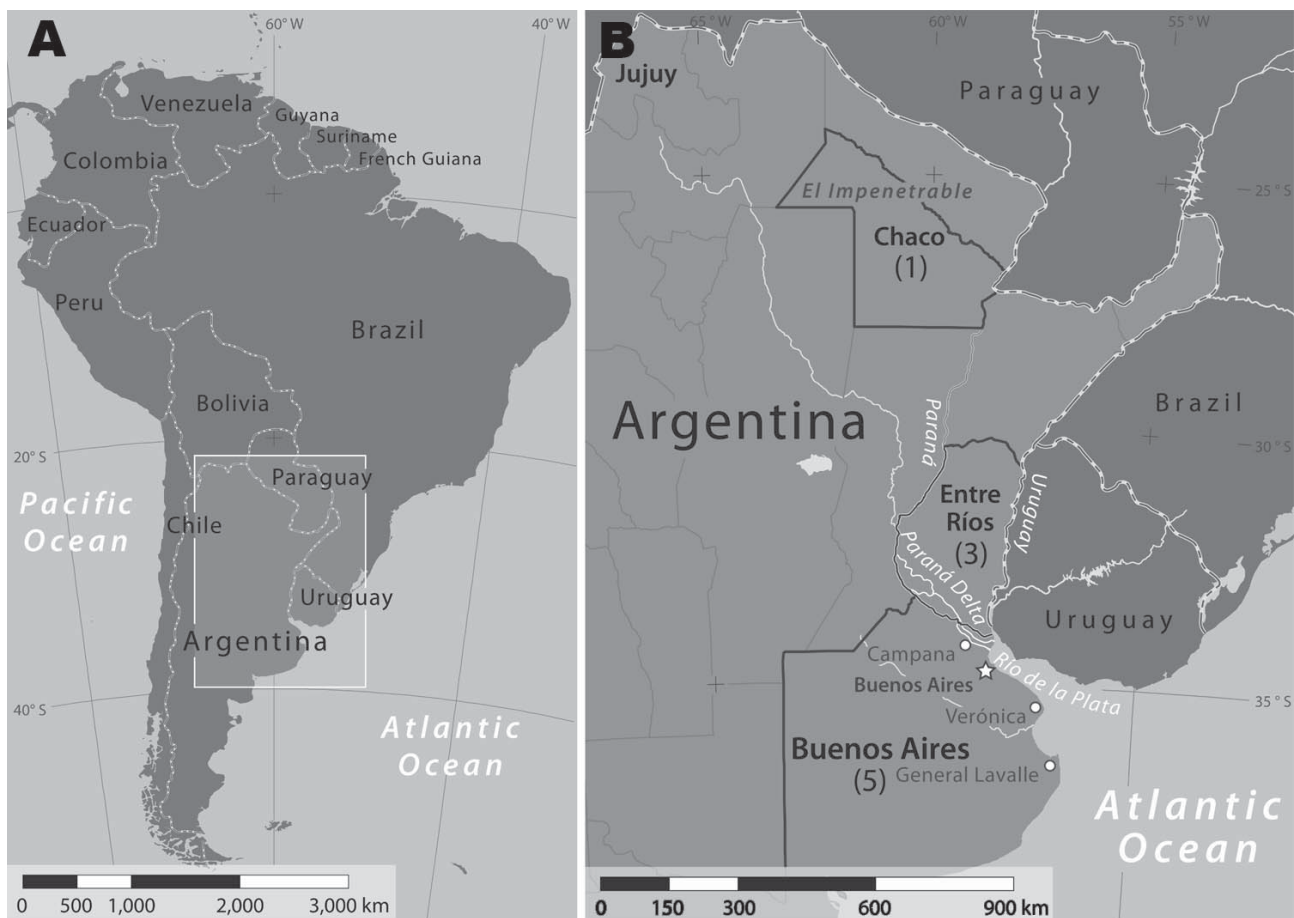 A
60°W
40°W
Venezuela
Guyana
Suriname
French Guiana
Colombia
Ecuador
Peru
Brazil
Bolivia
20°S
Paraguay
Pacific
Ocean
Chile
Uruguay
Argentina
40°S
Atlantic
Ocean
0
500
1,000
2,000
3,000 km
B
65°W
60°W
55°W
Jujuy
Paraguay
25°S
El Impenetrable
Chaco
(1)
Argentina
Paraná
Brazil
30°S
Entre
Ríos
(3)
Uruguay
Paraná Delta
Uruguay
Campana
Buenos Aires
Río de la Plata
35°S
Verónica
Buenos Aires
(5)
General Lavalle
Atlantic
Ocean
0
150
300
600
900 km